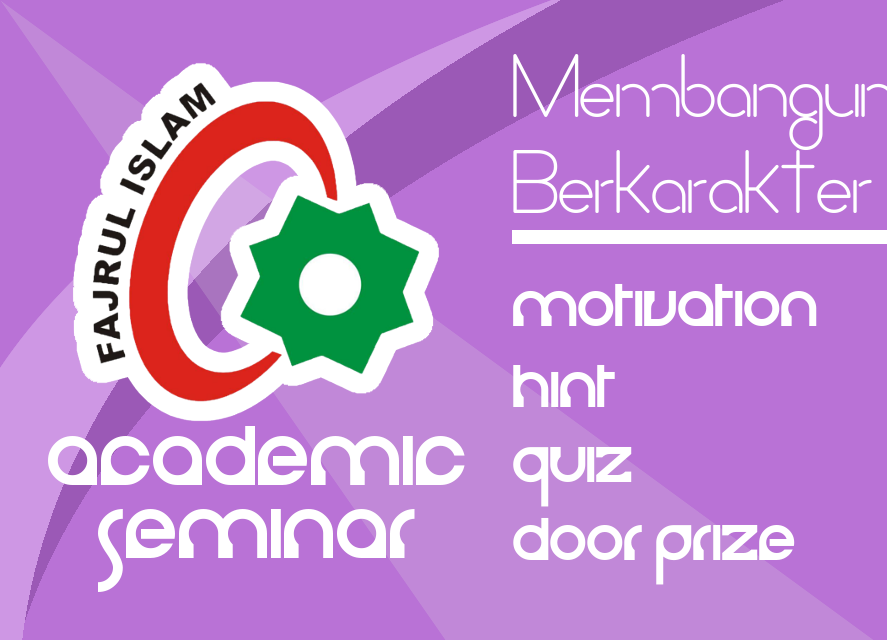 FAJRUL ISLAM
academic
seminar
Membangun
Berkarakter
motivation
hint
quiz
door prize